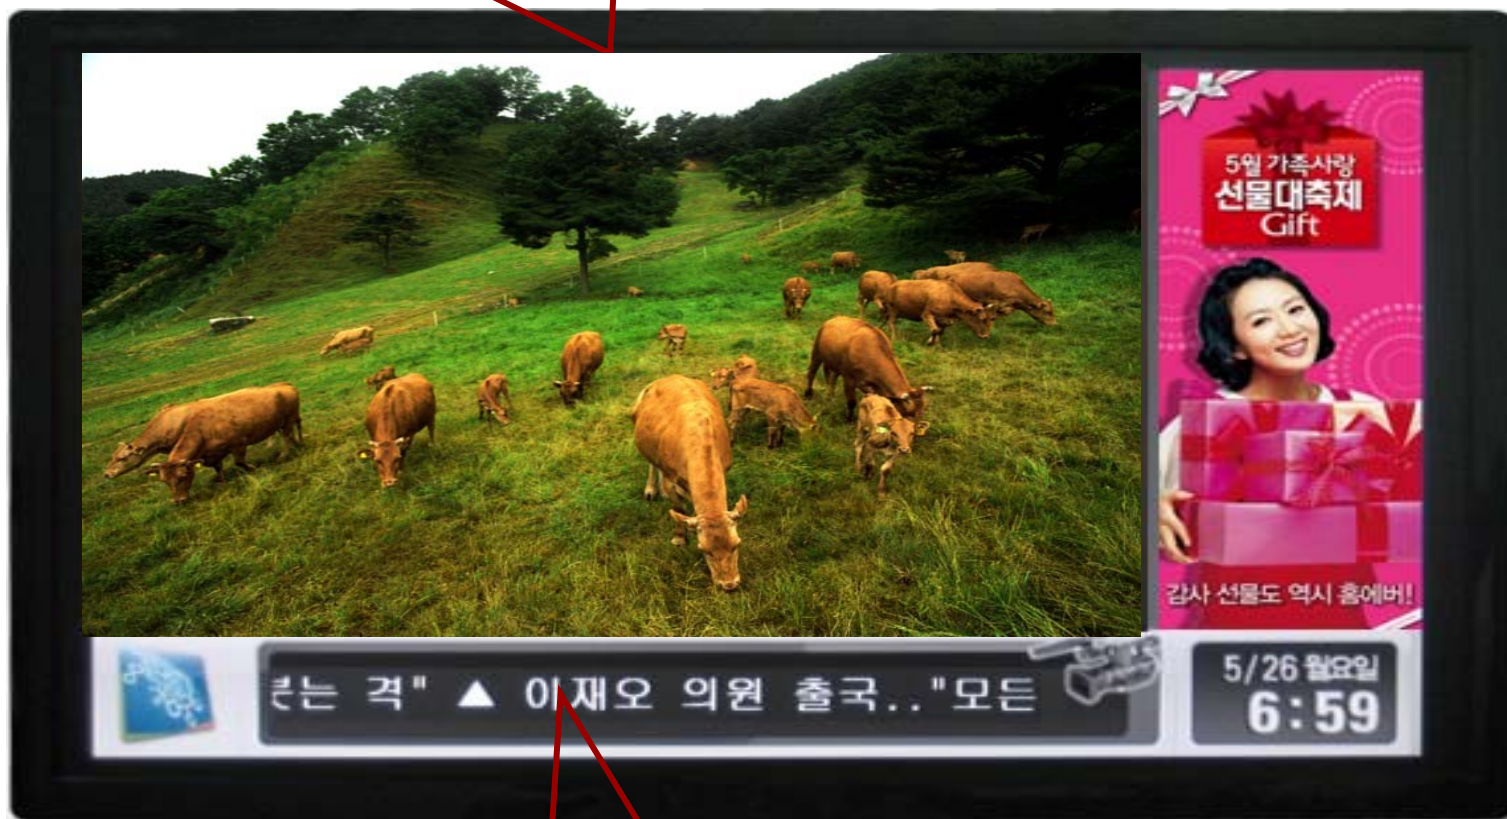 5월 가족사랑
선물대축제
Gift
감사 선물도 역시 홈에버!
는 격" ▲ 이재오 의원 출국.."모든
5/26 월요일
6:59